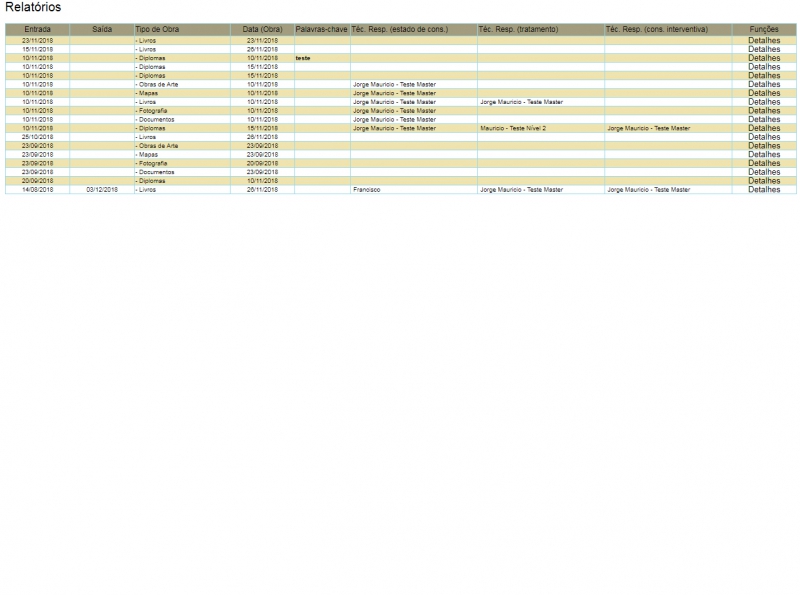 Relatórios
Entrada Saída Tipo de Obra Data (Obra) Palavras-chave Téc. Resp. (estado de cons.) Téc. Resp. (tratamento) Téc. Resp. (cons. interventiva) Funções
23/11/2018 - Livros 23/11/2018 Detalhes
15/11/2018 - Livros 26/11/2018 Detalhes
10/11/2018 - Diplomas 10/11/2018 teste Detalhes
10/11/2018 - Diplomas 15/11/2018 Detalhes
10/11/2018 - Diplomas 15/11/2018 Detalhes
10/11/2018 - Obras de Arte 10/11/2018 Jorge Mauricio - Teste Master Detalhes
10/11/2018 - Mapas 10/11/2018 Jorge Mauricio - Teste Master Detalhes
10/11/2018 - Livros 10/11/2018 Jorge Mauricio - Teste Master Jorge Mauricio - Teste Master Detalhes
10/11/2018 - Fotografia 10/11/2018 Jorge Mauricio - Teste Master Detalhes
10/11/2018 - Documentos 10/11/2018 Jorge Mauricio - Teste Master Detalhes
10/11/2018 - Diplomas 15/11/2018 Jorge Mauricio - Teste Master Mauricio - Teste Nível 2 Jorge Mauricio - Teste Master Detalhes
25/10/2018 - Livros 26/11/2018 Detalhes
23/09/2018 - Obras de Arte 23/09/2018 Detalhes
23/09/2018 - Mapas 23/09/2018 Detalhes
23/09/2018 - Fotografia 20/09/2018 Detalhes
23/09/2018 - Documentos 23/09/2018 Detalhes
20/09/2018 - Diplomas 10/11/2018 Detalhes
14/08/2018 03/12/2018 - Livros 26/11/2018 Francisco Jorge Mauricio - Teste Master Jorge Mauricio - Teste Master Detalhes